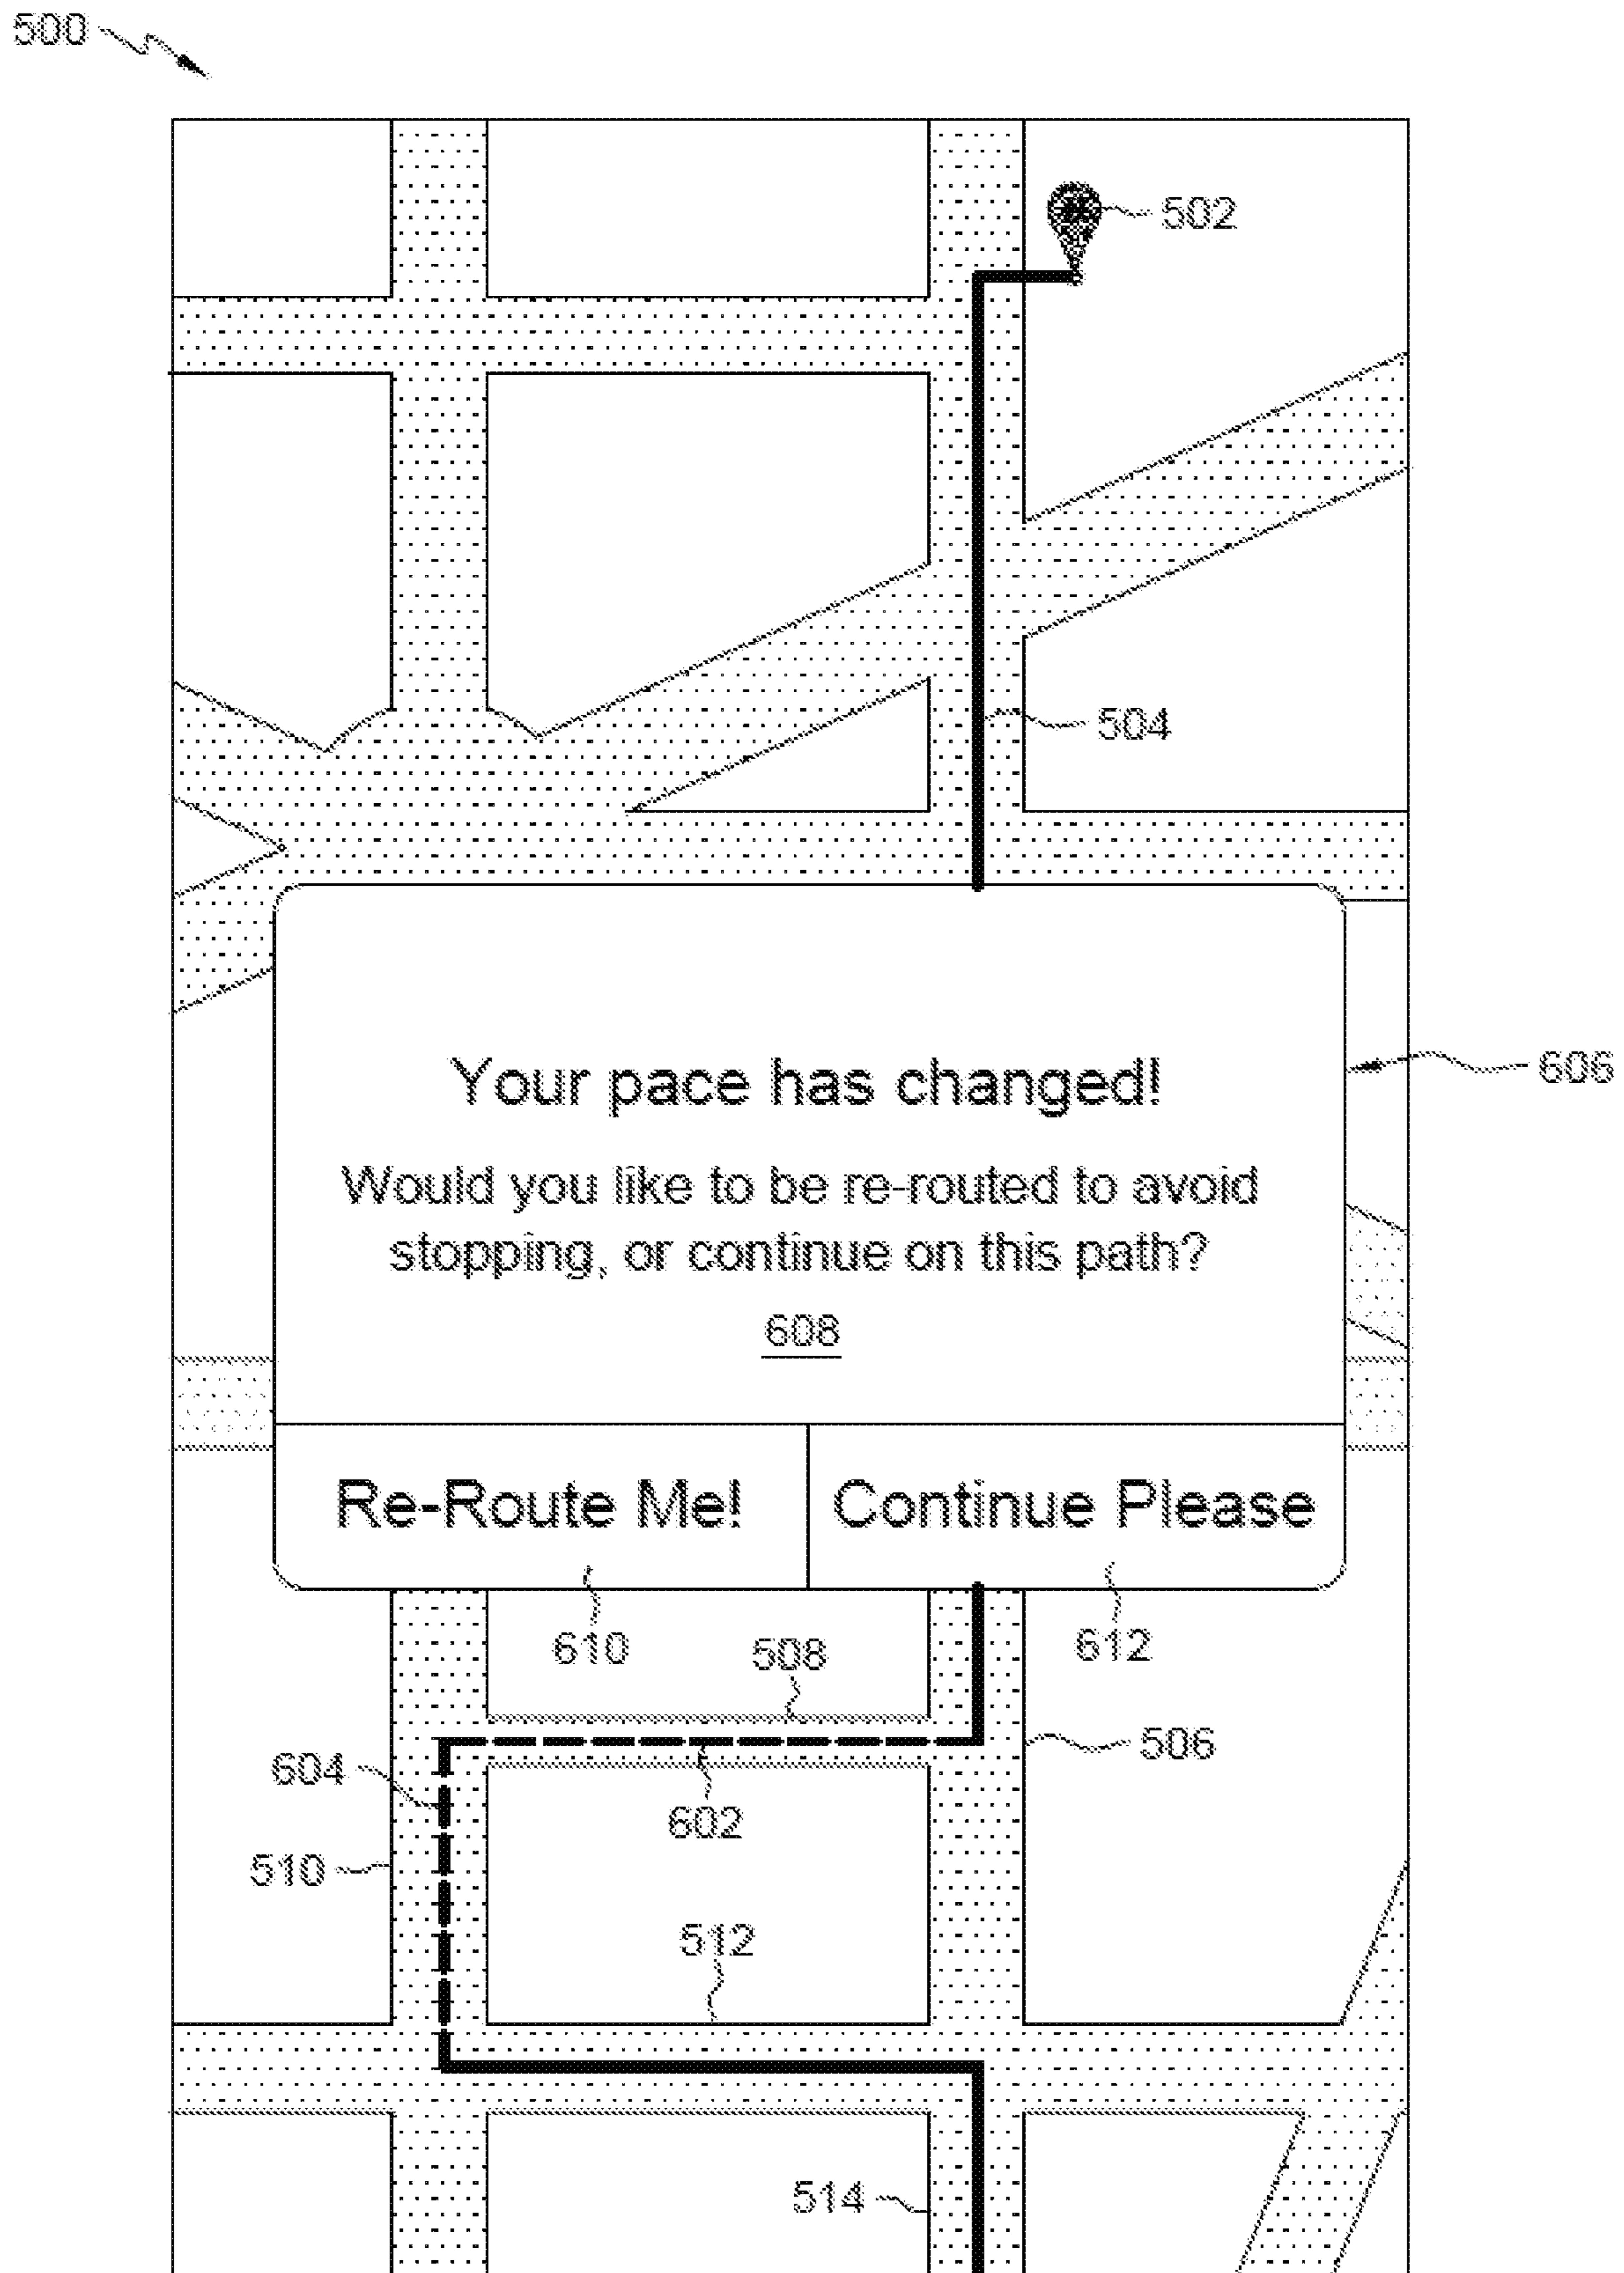 500
502
504
606
Your pace has changed!
Would you like to be re-routed to avoid
stopping, or continue on this path?
608
Re-Route Me!
Continue Please
610
508
612
604
602
506
510
512
514